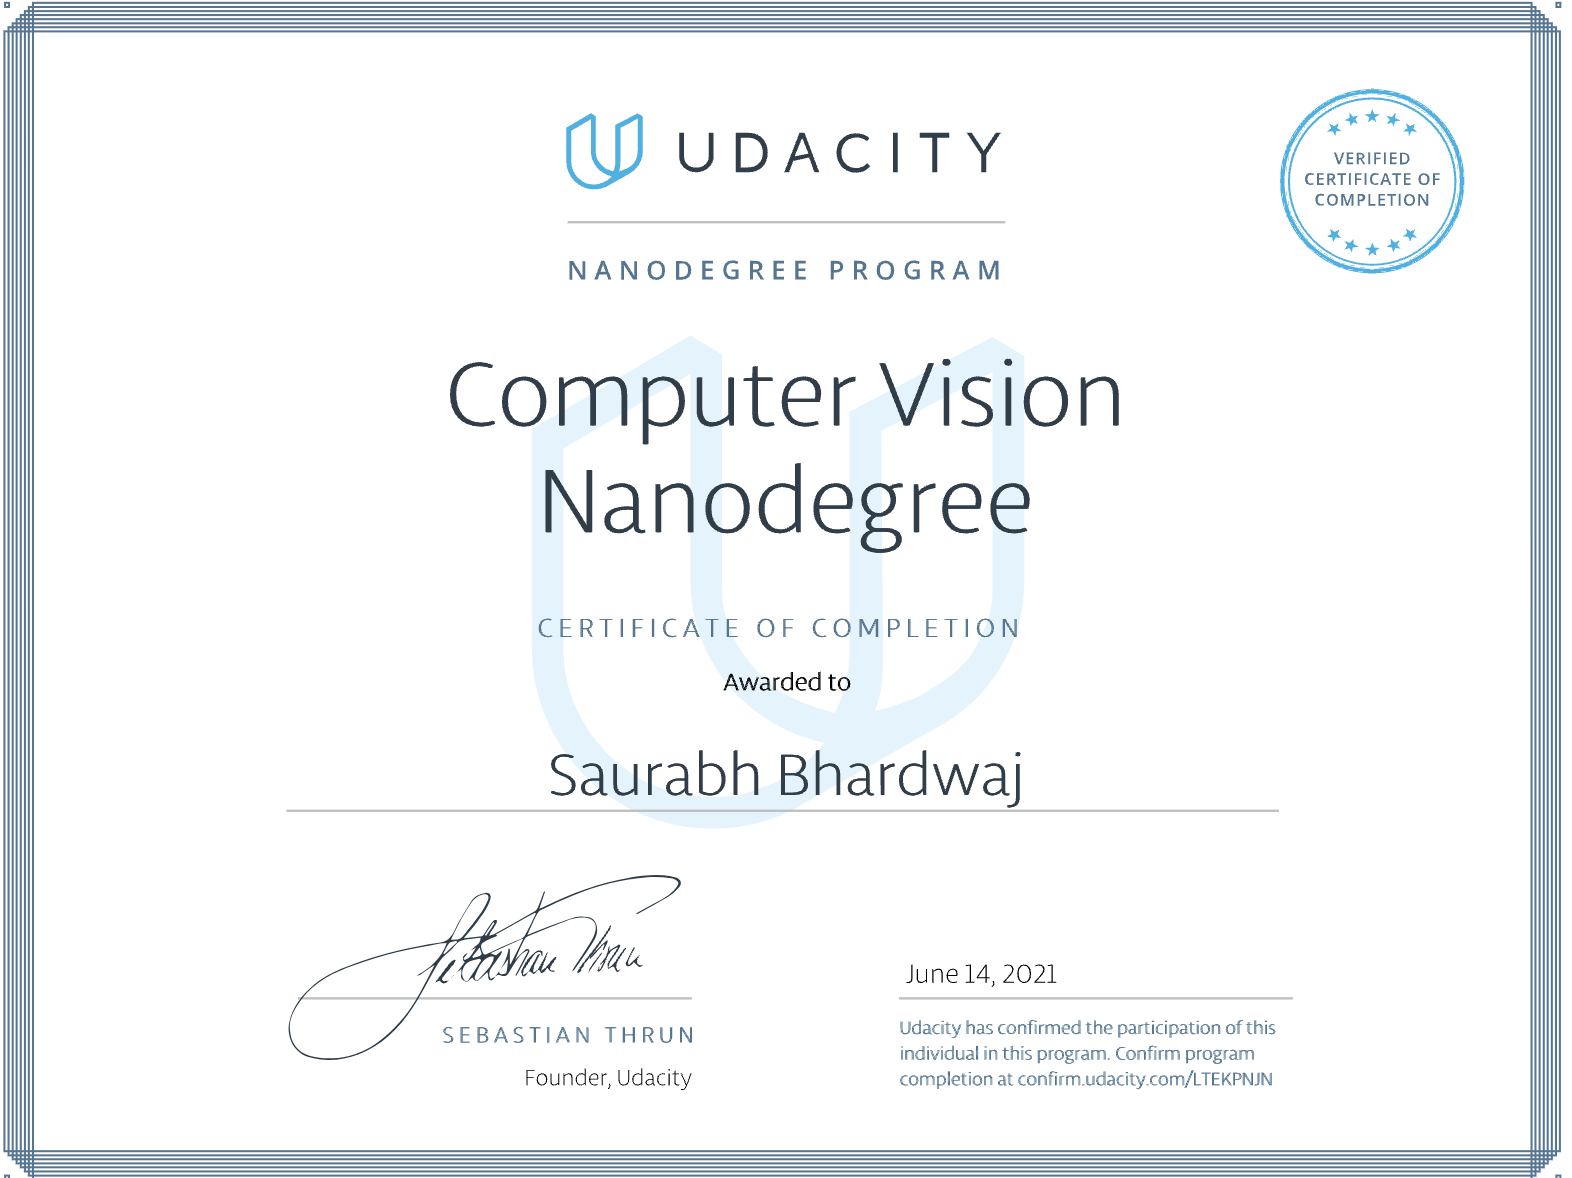 UDACITY
VERIFIED
CERTIFICATE OF
COMPLETION
NANODEGREE PROGRAM
Computer Vision
Nanodegree
CERTIFICATE OF COMPLETION
Awarded to
Saurabh Bhardwaj
Sebastian Thrun
June 14, 2021
SEBASTIAN THRUN
Founder, Udacity
Udacity has confirmed the participation of this
individual in this program. Confirm program
completion at confirm.udacity.com/LTEKPNJN